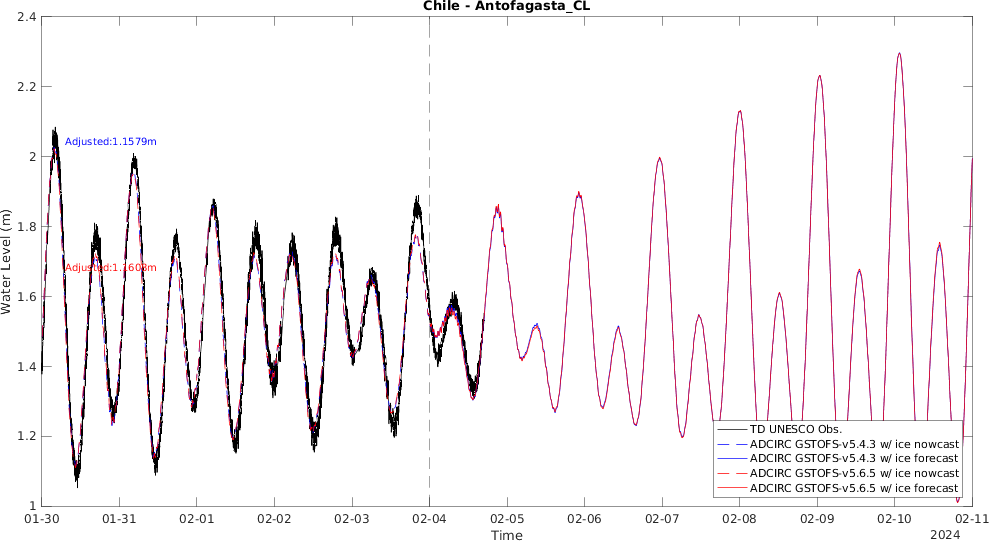 Chile - Antofagasta_CL
2.4
2.2
2
1.8
1.6
1.4
1.2
1
Water Level (m)
Adjusted:1.1579m
Adjusted:1.1603m
TD UNESCO Obs.
ADCIRC GSTOFS-v5.4.3 w/ ice nowcast
ADCIRC GSTOFS-v5.4.3 w/ ice forecast
ADCIRC GSTOFS-v5.6.5 w/ ice nowcast
ADCIRC GSTOFS-v5.6.5 w/ ice forecast
01-30 01-31 02-01 02-02 02-03 02-04 02-05 02-06 02-07 02-08 02-09 02-10 02-11
Time
2024